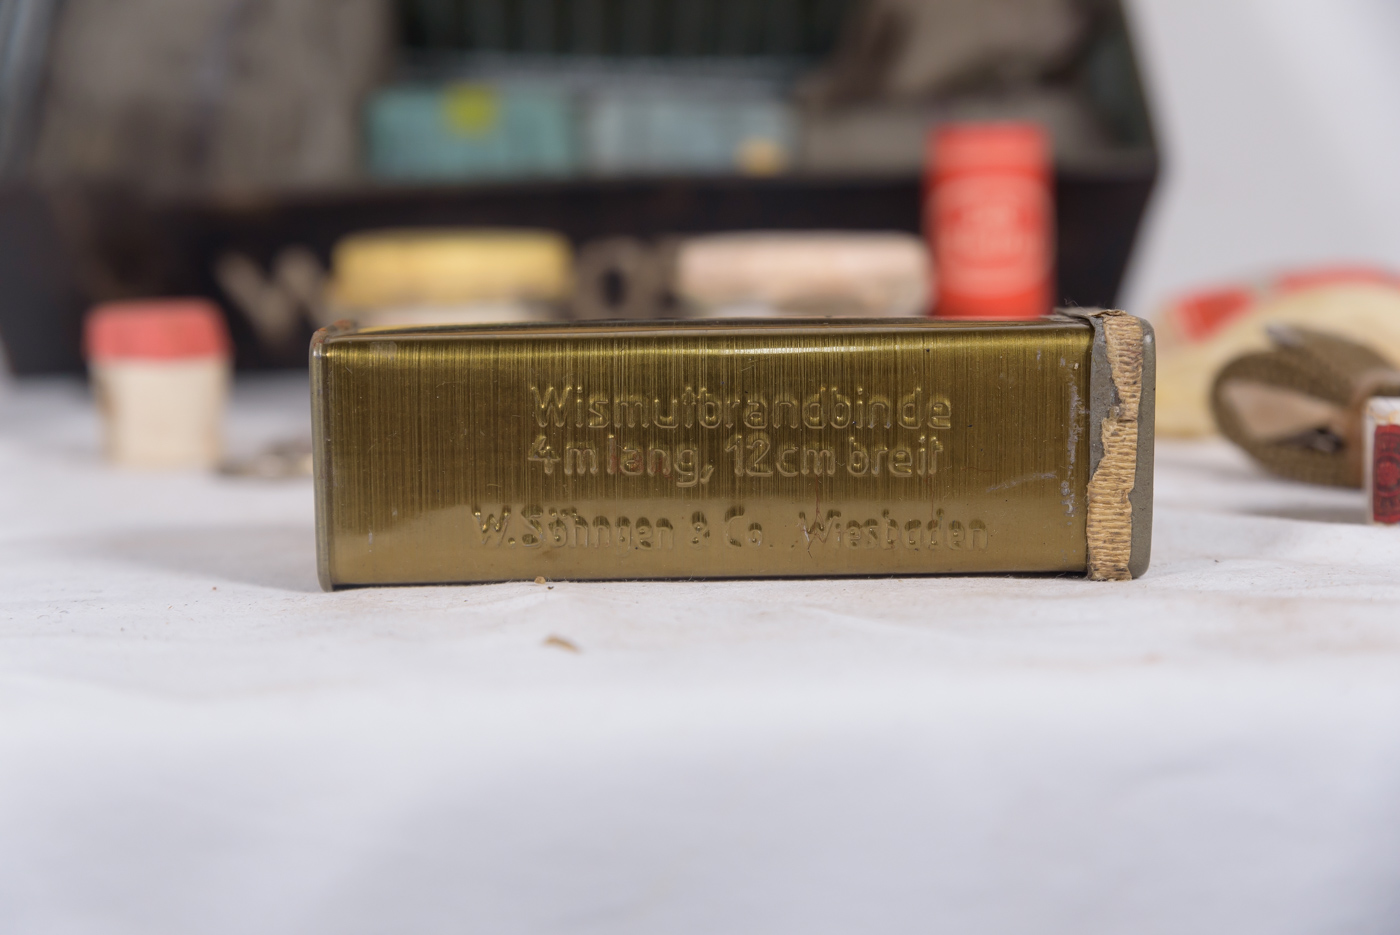 Wismutbrandbinde
4m lang, 12cm breit
W. Söhngen & Co. Wiesbaden